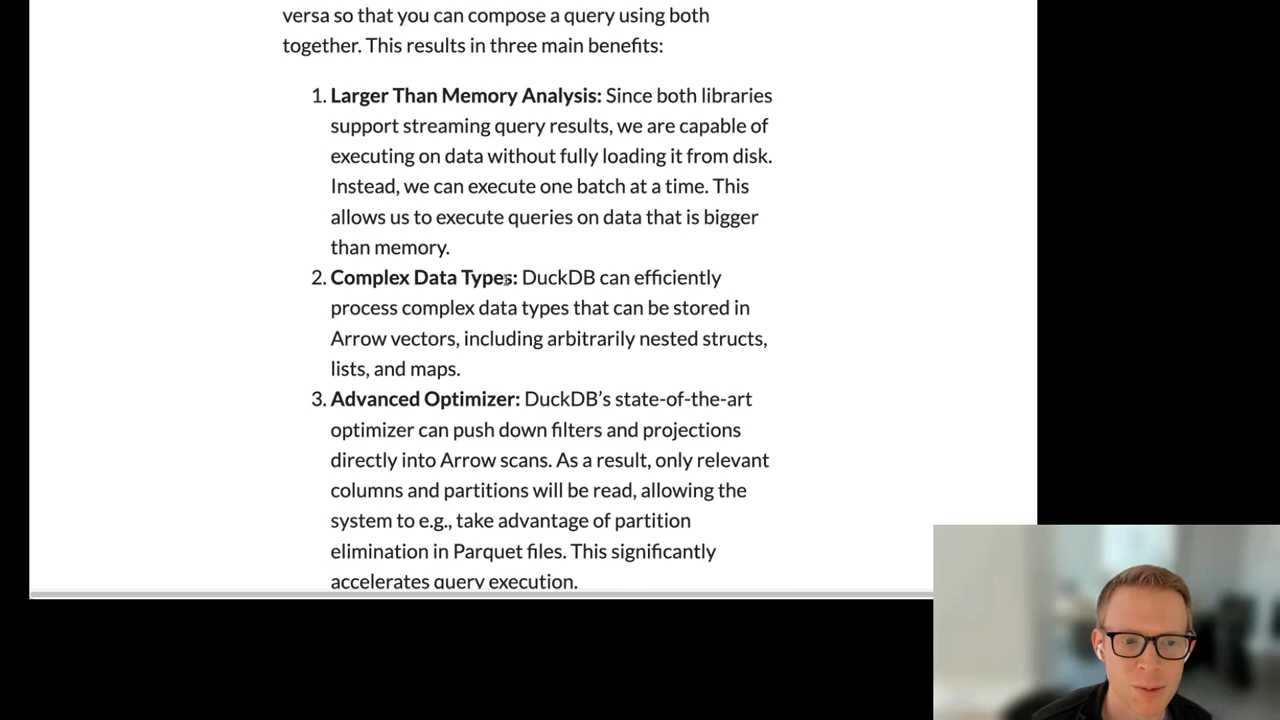 versa so that you can compose a query using both
together. This results in three main benefits:
1. Larger Than Memory Analysis: Since both libraries
support streaming query results, we are capable of
executing on data without fully loading it from disk.
Instead, we can execute one batch at a time. This
allows us to execute queries on data that is bigger
than memory.
2. Complex Data Types: DuckDB can efficiently
process complex data types that can be stored in
Arrow vectors, including arbitrarily nested structs,
lists, and maps.
3. Advanced Optimizer: DuckDB’s state-of-the-art
optimizer can push down filters and projections
directly into Arrow scans. As a result, only relevant
columns and partitions will be read, allowing the
system to e.g., take advantage of partition
elimination in Parquet files. This significantly
accelerates query execution.